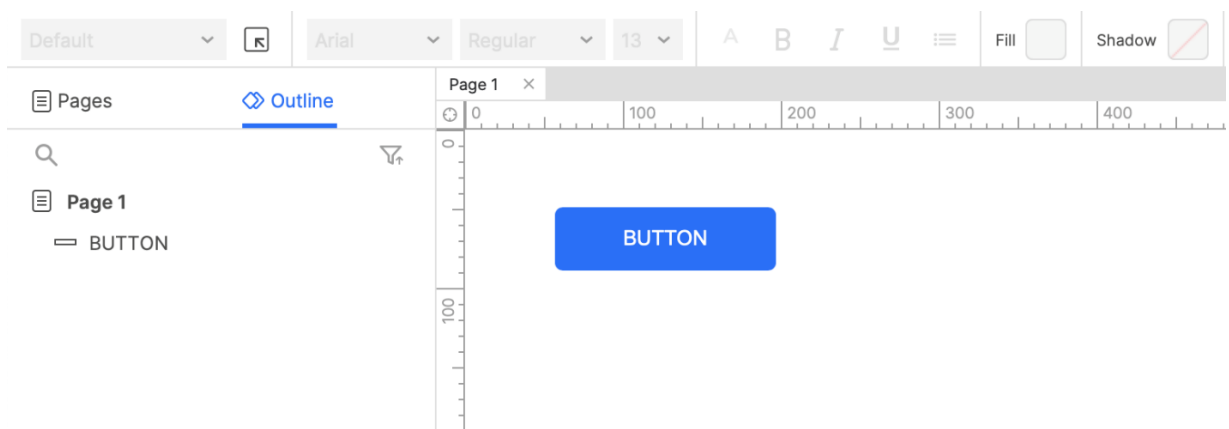 Default Arial Regular 13 A B I U Fill Shadow
Pages Outline Page 1
0 100 200 300 400
0
Page 1
BUTTON BUTTON
100